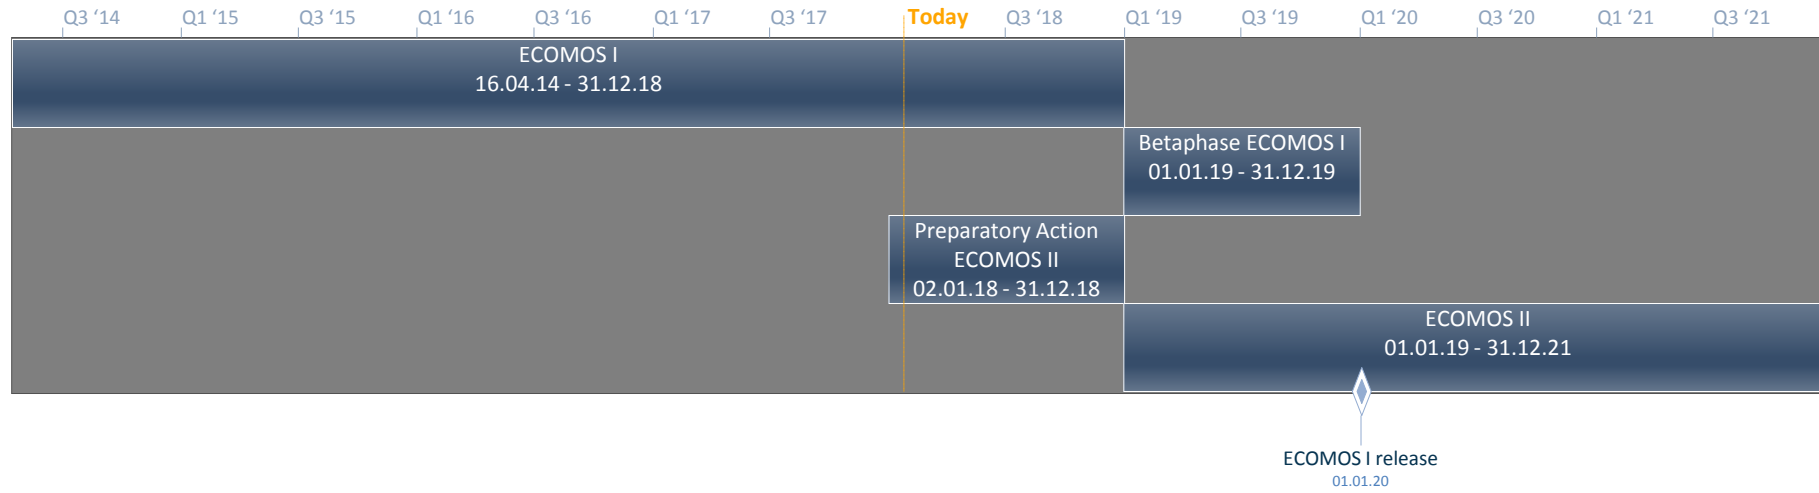 Q3 ‘14 Q1 ‘15 Q3 ‘15 Q1 ‘16 Q3 ‘16 Q1 ‘17 Q3 ‘17 Today Q3 ‘18 Q1 ‘19 Q3 ‘19 Q1 ‘20 Q3 ‘20 Q1 ‘21 Q3 ‘21
ECOMOS I
16.04.14 - 31.12.18
Betaphase ECOMOS I
01.01.19 - 31.12.19
Preparatory Action
ECOMOS II
02.01.18 - 31.12.18
ECOMOS II
01.01.19 - 31.12.21
ECOMOS I release
01.01.20